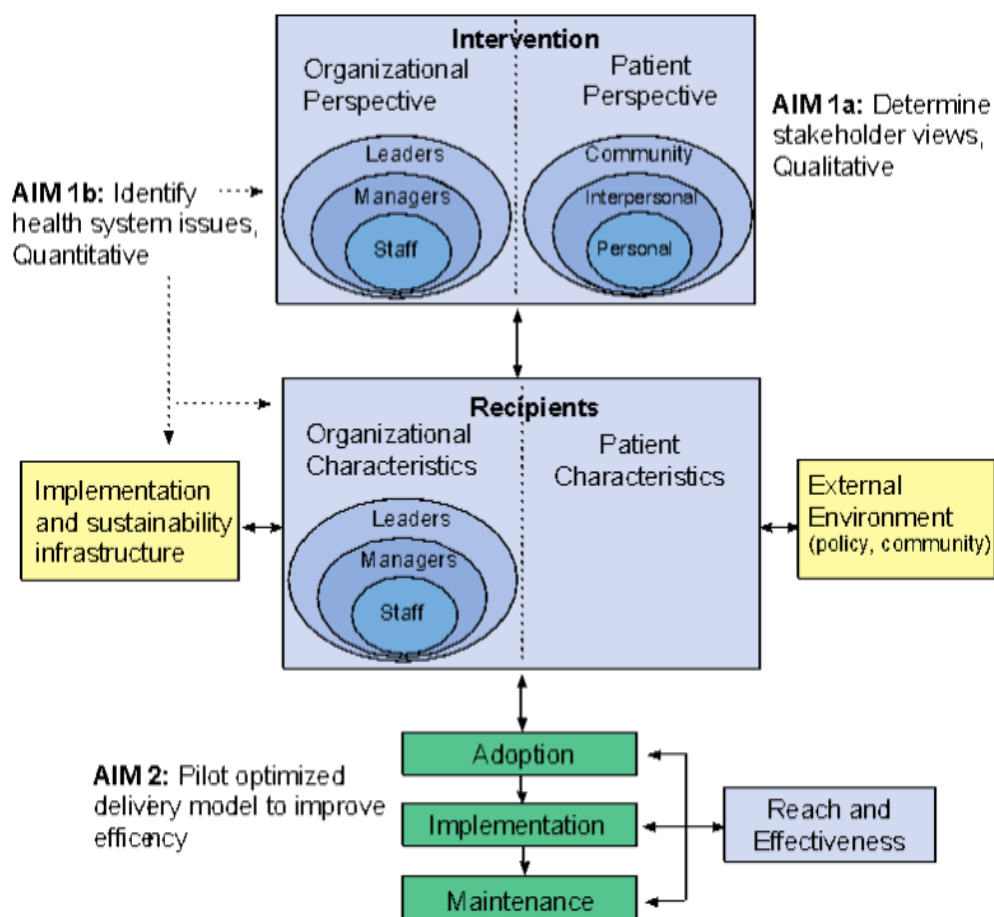 Intervention
Organizational
Perspective
Patient
Perspective
Leaders
Managers
Staff
Community
Interpersonal
Personal
AIM 1a: Determine
stakeholder views,
Qualitative
AIM 1b: Identify
health system issues,
Quantitative
Recipients
Organizational
Characteristics
Patient
Characteristics
Leaders
Managers
Staff
Implementation
and sustainability
infrastructure
External
Environment
(policy, community)
AIM 2: Pilot optimized
delivery model to improve
efficency
Adoption
Implementation
Maintenance
Reach and
Effectiveness